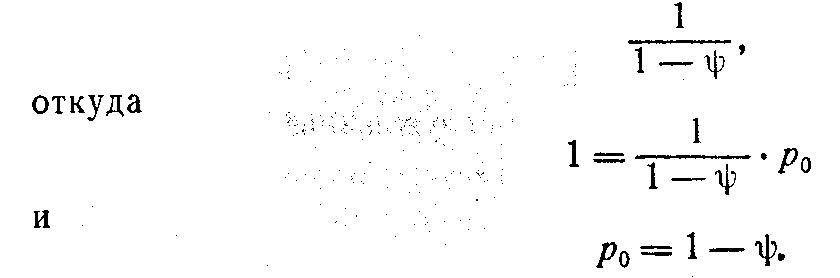 1/(1 — ψ),
откуда
1 = 1/(1 — ψ) · p₀
и
p₀ = 1 — ψ.